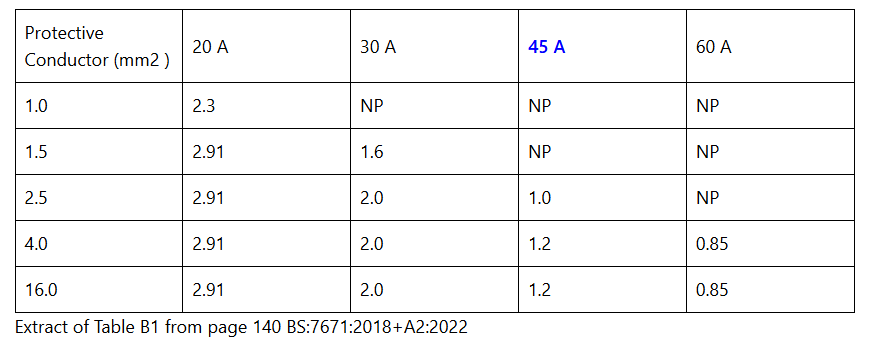 Protective
Conductor (mm2 ) 20 A 30 A 45 A 60 A
1.0 2.3 NP NP NP
1.5 2.91 1.6 NP NP
2.5 2.91 2.0 1.0 NP
4.0 2.91 2.0 1.2 0.85
16.0 2.91 2.0 1.2 0.85
Extract of Table B1 from page 140 BS:7671:2018+A2:2022